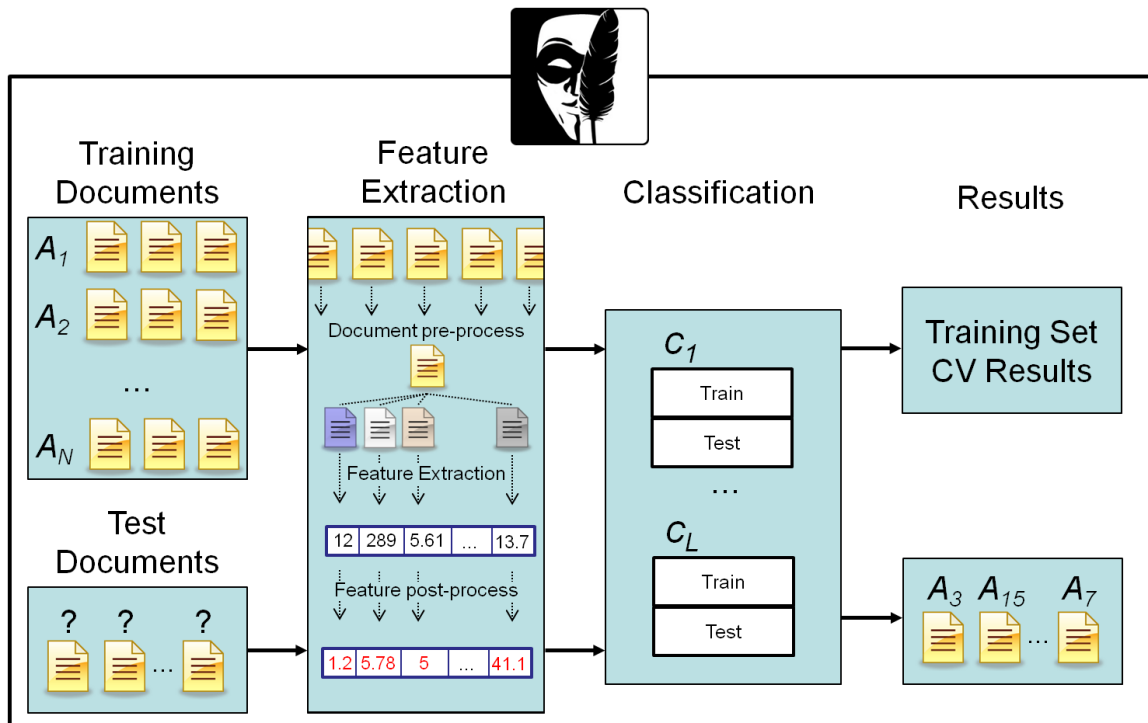 Training
Documents
A1
A2
...
AN
Test
Documents
? ? ?
...
Feature
Extraction
Document pre-process
Feature Extraction
12 289 5.61 ... 13.7
Feature post-process
1.2 5.78 5 ... 41.1
Classification
C1
Train
Test
...
CL
Train
Test
Results
Training Set
CV Results
A3 A15 A7
...